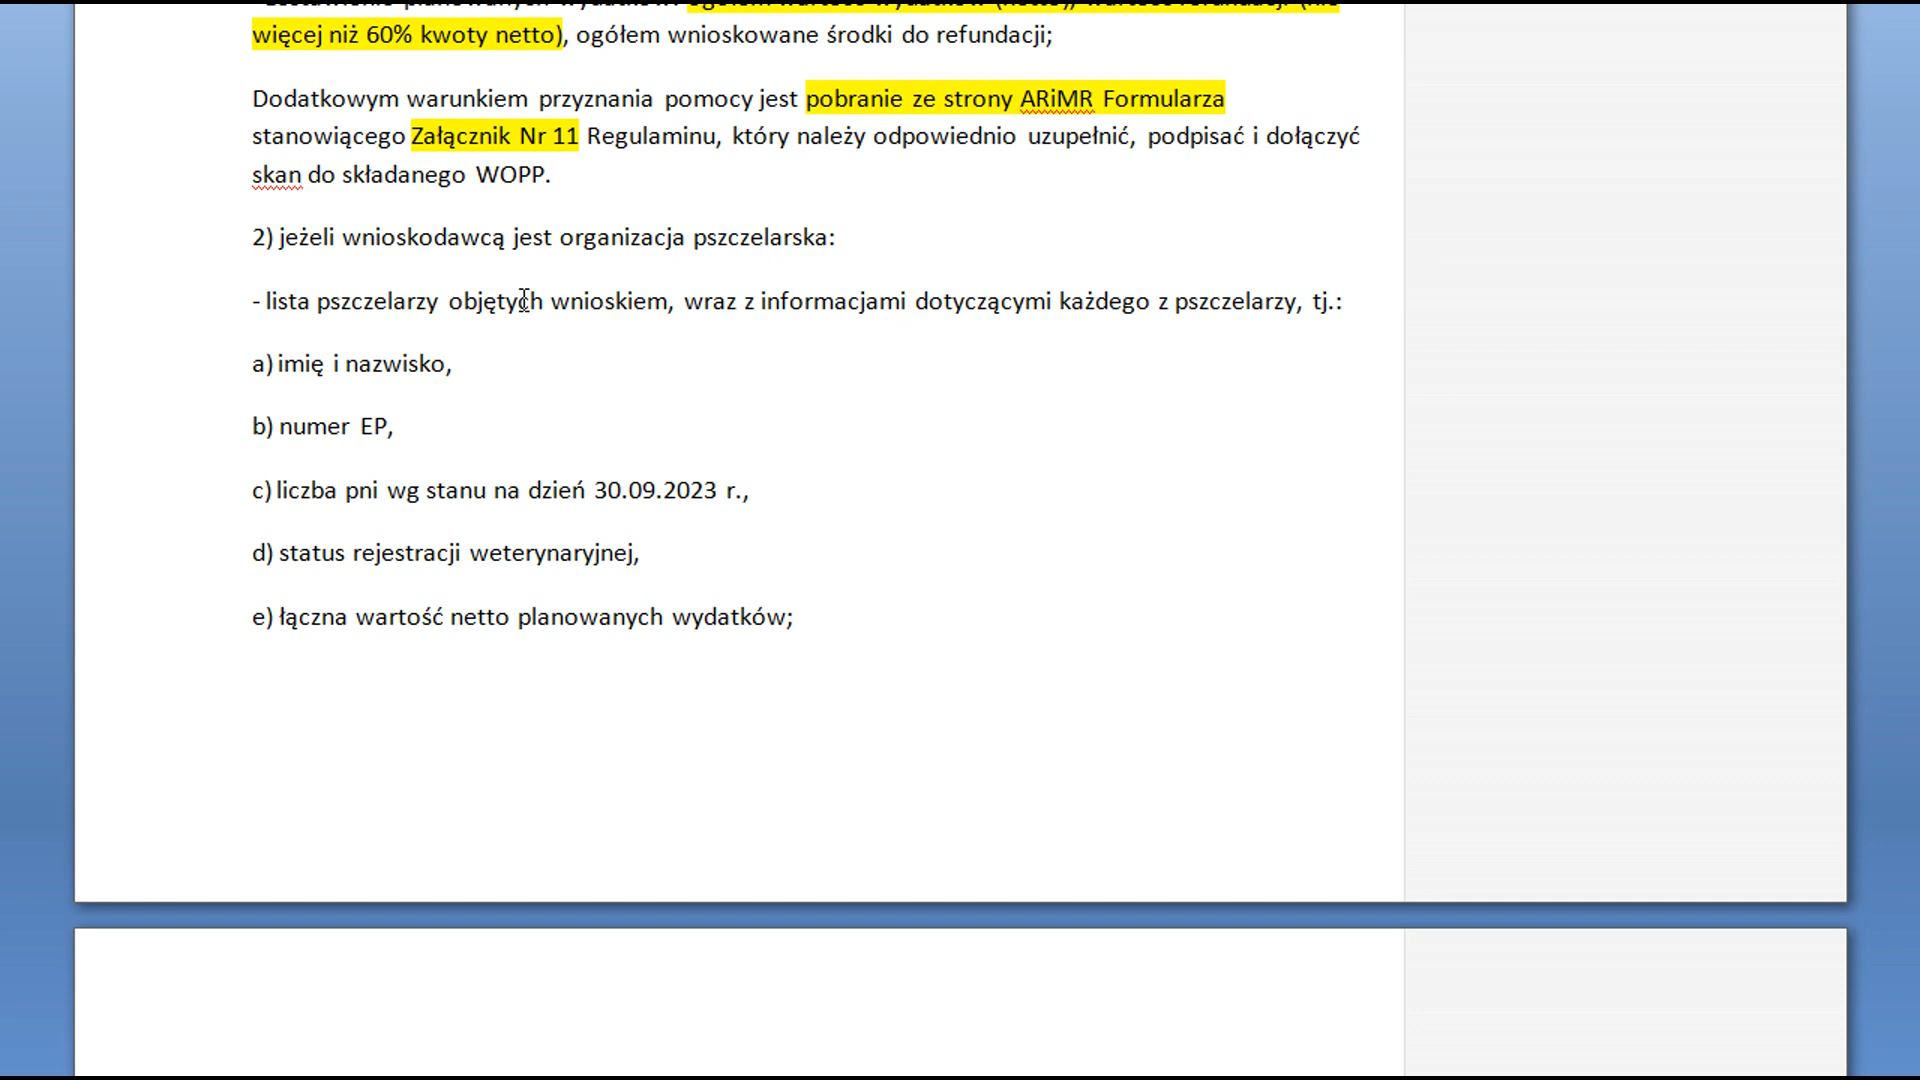 więcej niż 60% kwoty netto), ogółem wnioskowane środki do refundacji;
Dodatkowym warunkiem przyznania pomocy jest pobranie ze strony ARiMR Formularza
stanowiącego Załącznik Nr 11 Regulaminu, który należy odpowiednio uzupełnić, podpisać i dołączyć
skan do składanego WOPP.
2) jeżeli wnioskodawcą jest organizacja pszczelarska:
- lista pszczelarzy objętych wnioskiem, wraz z informacjami dotyczącymi każdego z pszczelarzy, tj.:
a) imię i nazwisko,
b) numer EP,
c) liczba pni wg stanu na dzień 30.09.2023 r.,
d) status rejestracji weterynaryjnej,
e) łączna wartość netto planowanych wydatków;